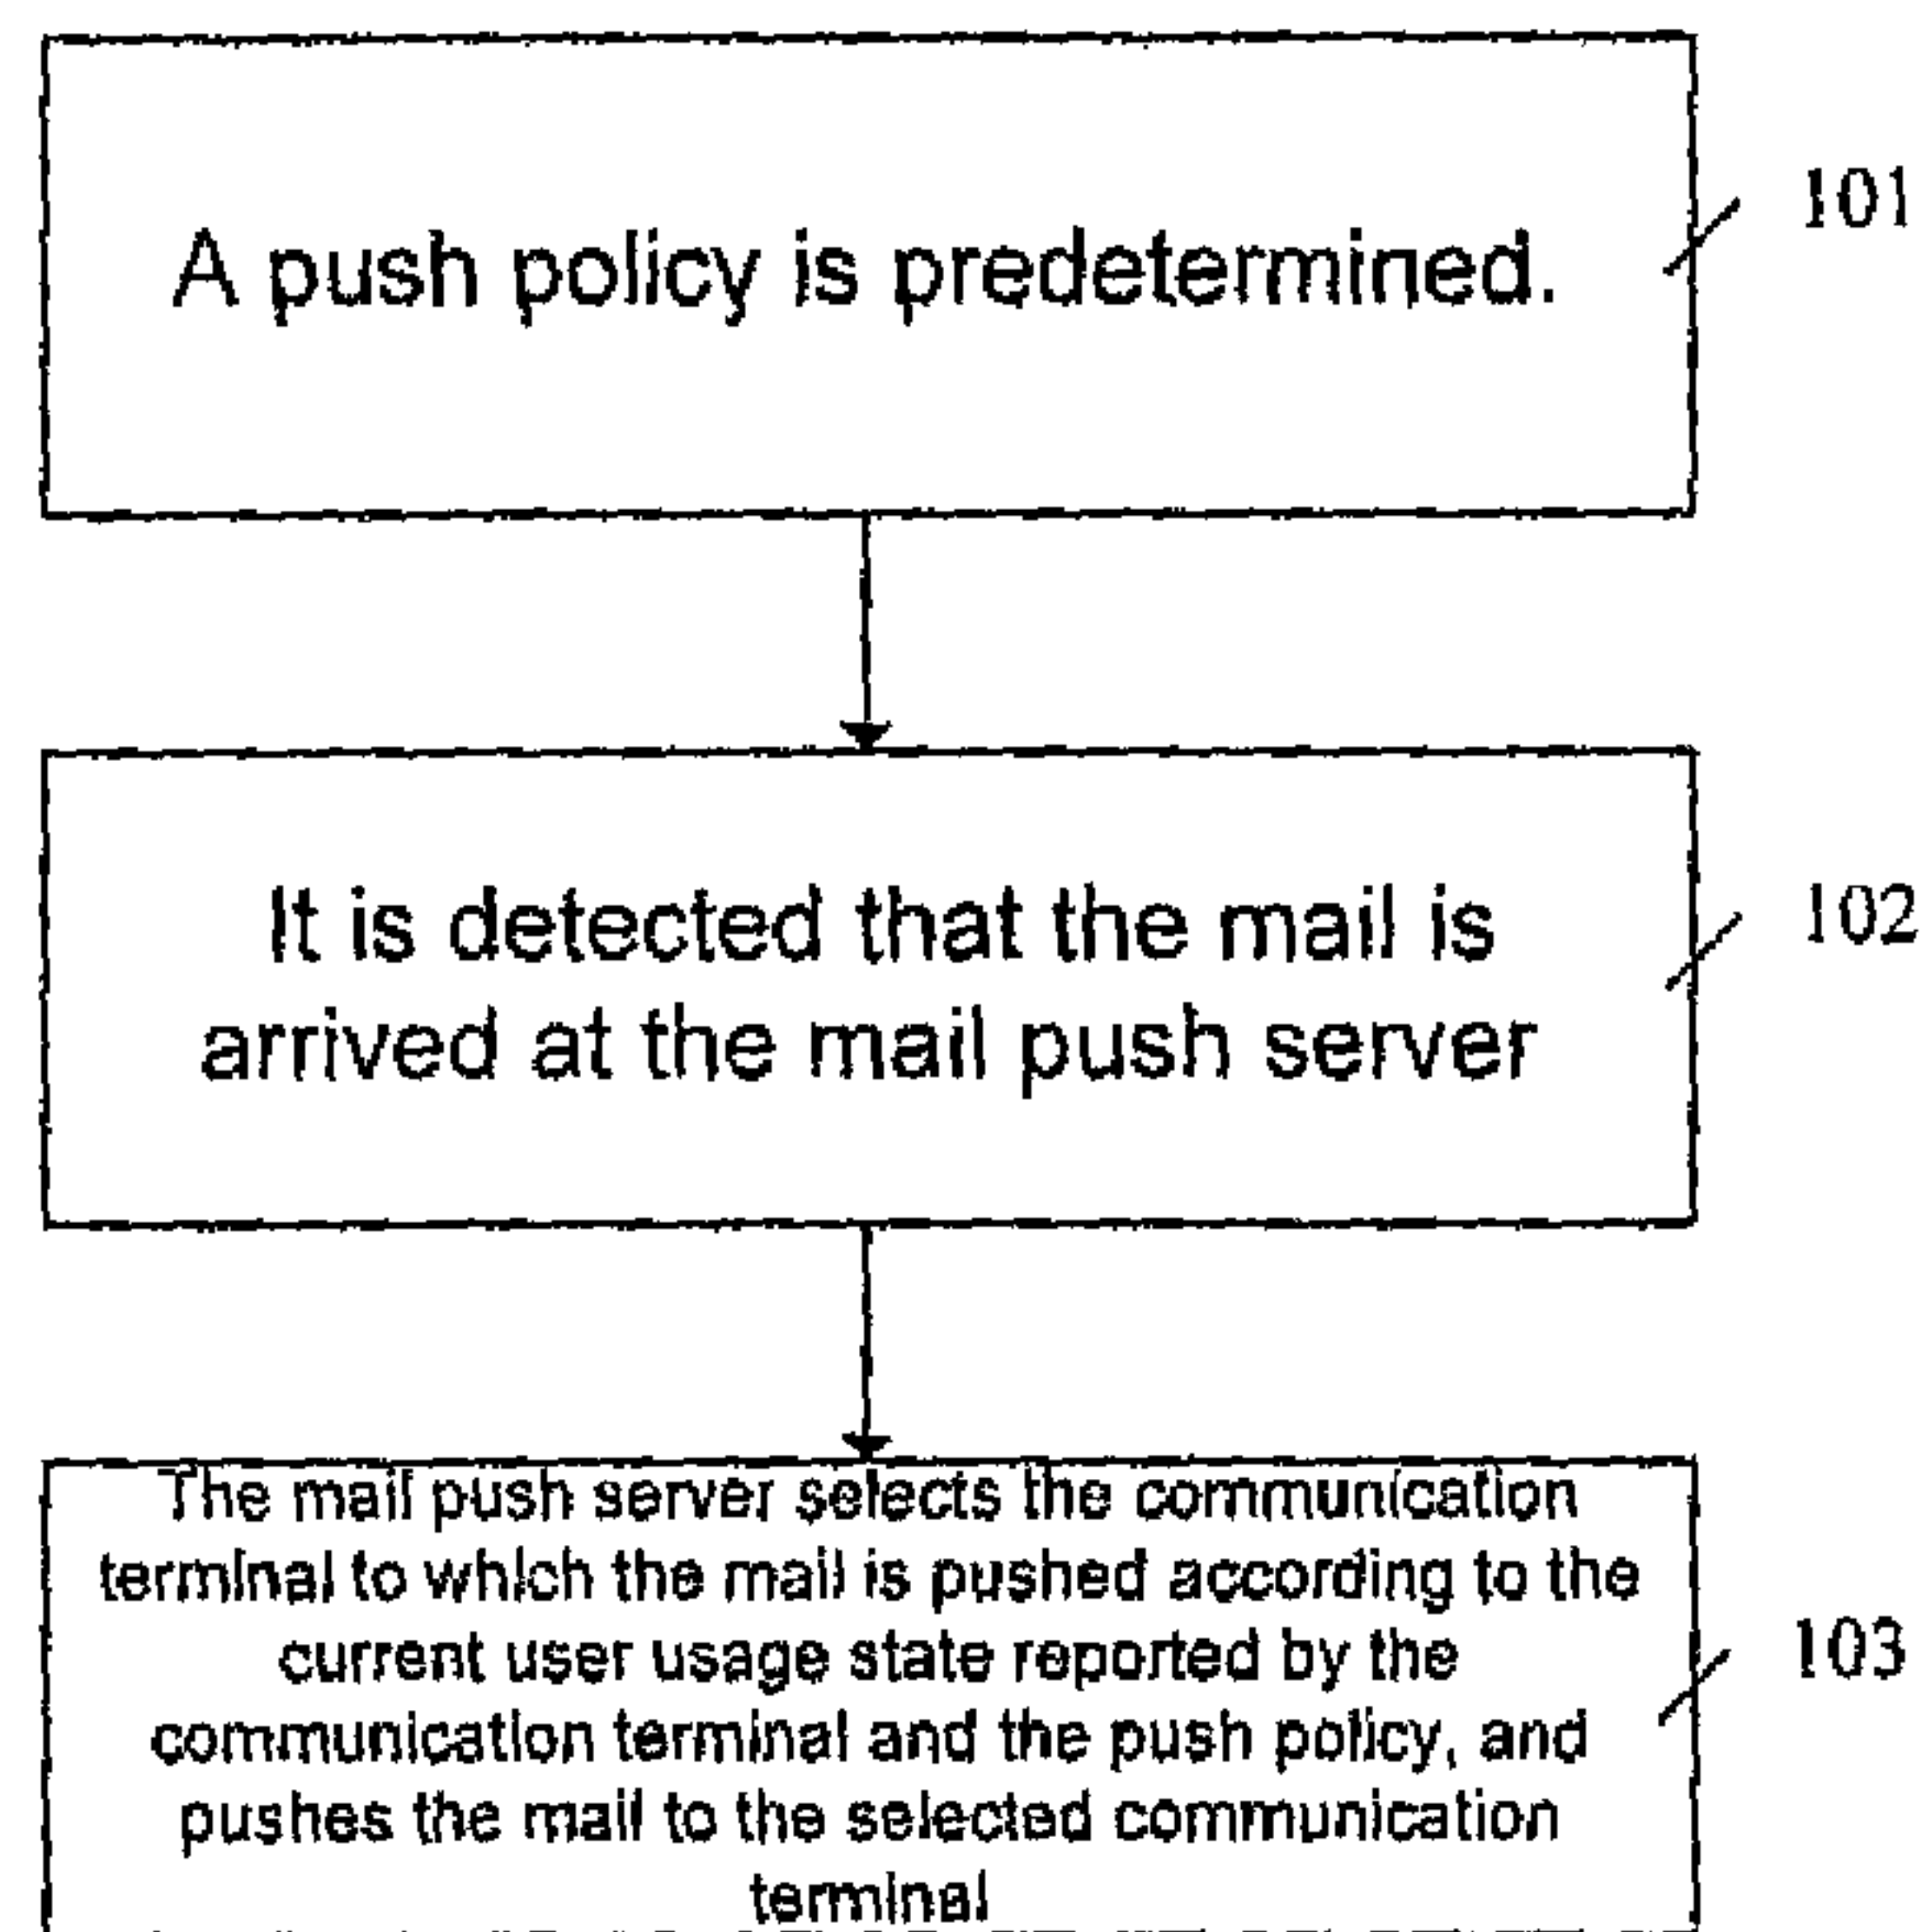 A push policy is predetermined.
101
It is detected that the mail is
arrived at the mail push server
102
The mail push server selects the communication
terminal to which the mail is pushed according to the
current user usage state reported by the
communication terminal and the push policy, and
pushes the mail to the selected communication
terminal
103